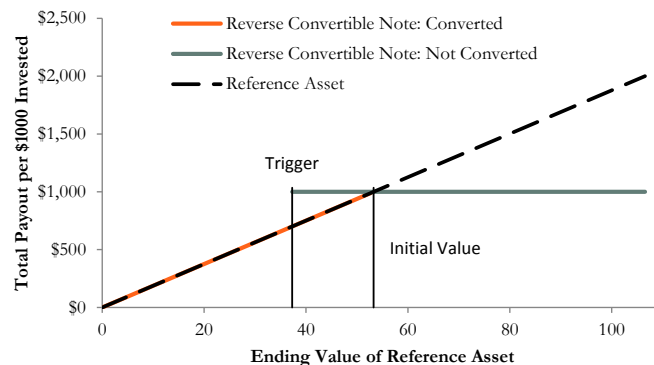 $2,500
$2,000
$1,500
$1,000
$500
$0
Total Payout per $1000 Invested
Reverse Convertible Note: Converted
Reverse Convertible Note: Not Converted
Reference Asset
Trigger
Initial Value
0 20 40 60 80 100
Ending Value of Reference Asset